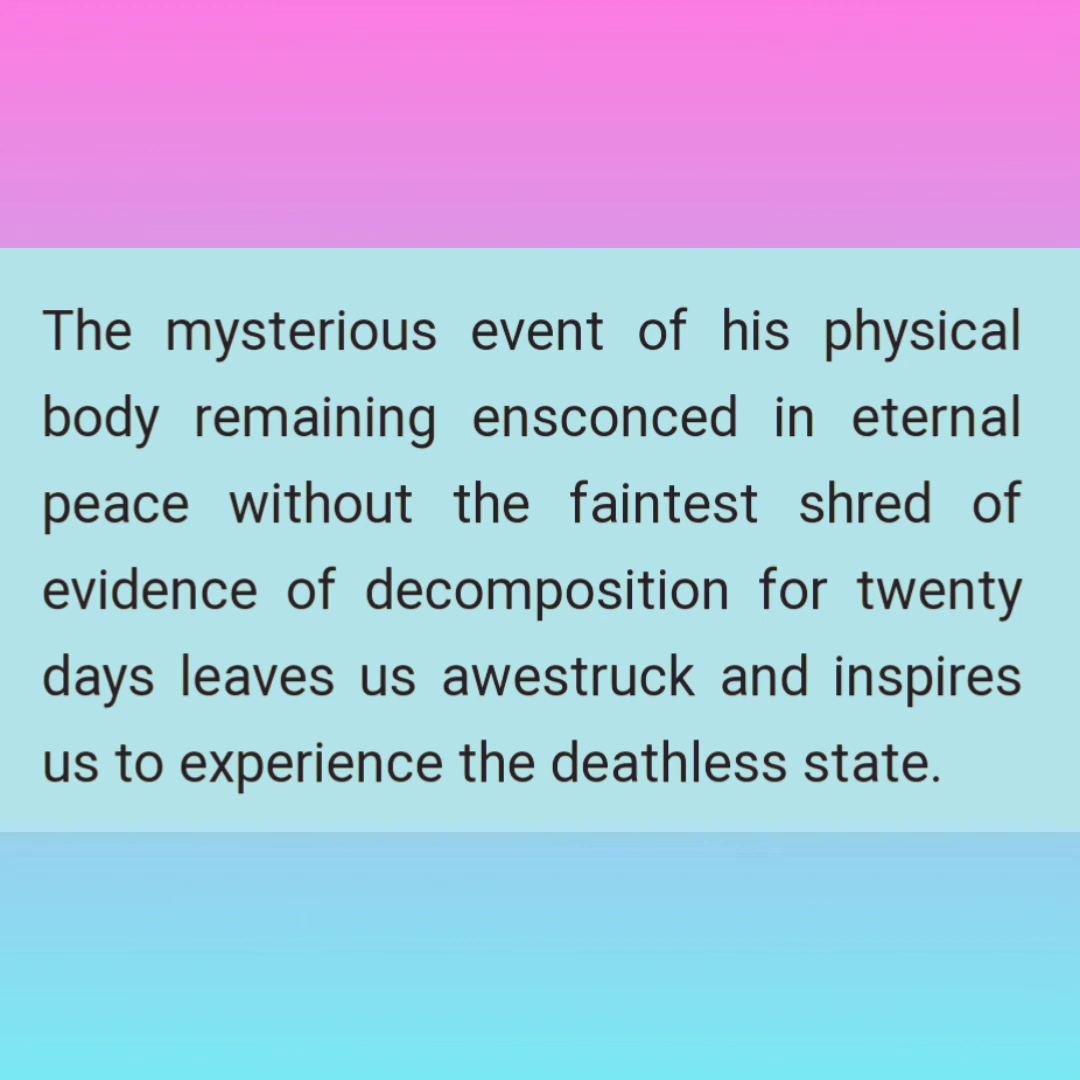 The mysterious event of his physical
body remaining ensconced in eternal
peace without the faintest shred of
evidence of decomposition for twenty
days leaves us awestruck and inspires
us to experience the deathless state.